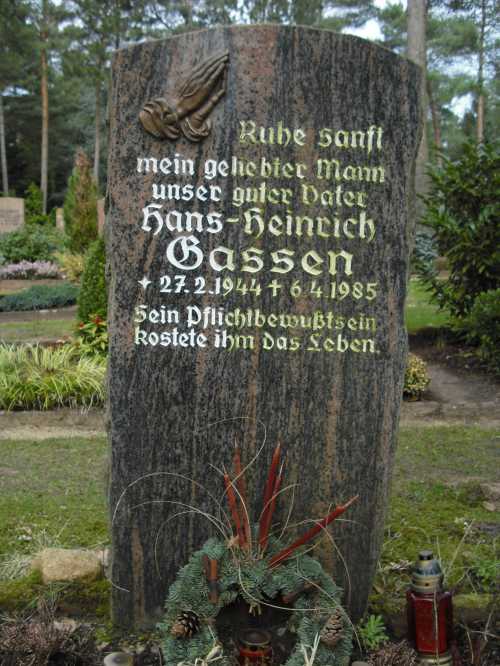 Ruhe sanft
mein geliebter Mann
unser guter Vater
Hans-Heinrich
Gassen
* 27.2.1944 + 6.4.1985
Sein Pflichtbewußtsein
kostete ihm das Leben.